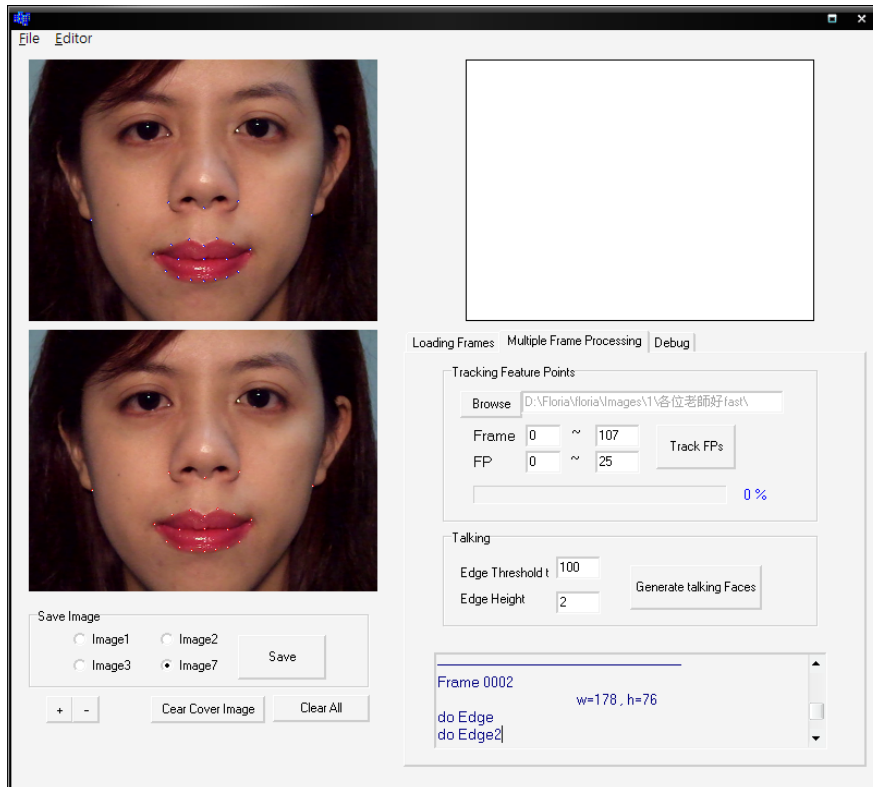 File Editor
Loading Frames Multiple Frame Processing Debug
Tracking Feature Points
Browse D:\Floria\floria\Images\1\各位老師好fast\
Frame 0 ~ 107
FP 0 ~ 25
Track FPs
0 %
Talking
Edge Threshold t 100
Edge Height 2
Generate talking Faces
Save Image
Image1 Image2
Image3 Image7
Save
+ - Cear Cover Image Clear All
Frame 0002
w=178 , h=76
do Edge
do Edge2